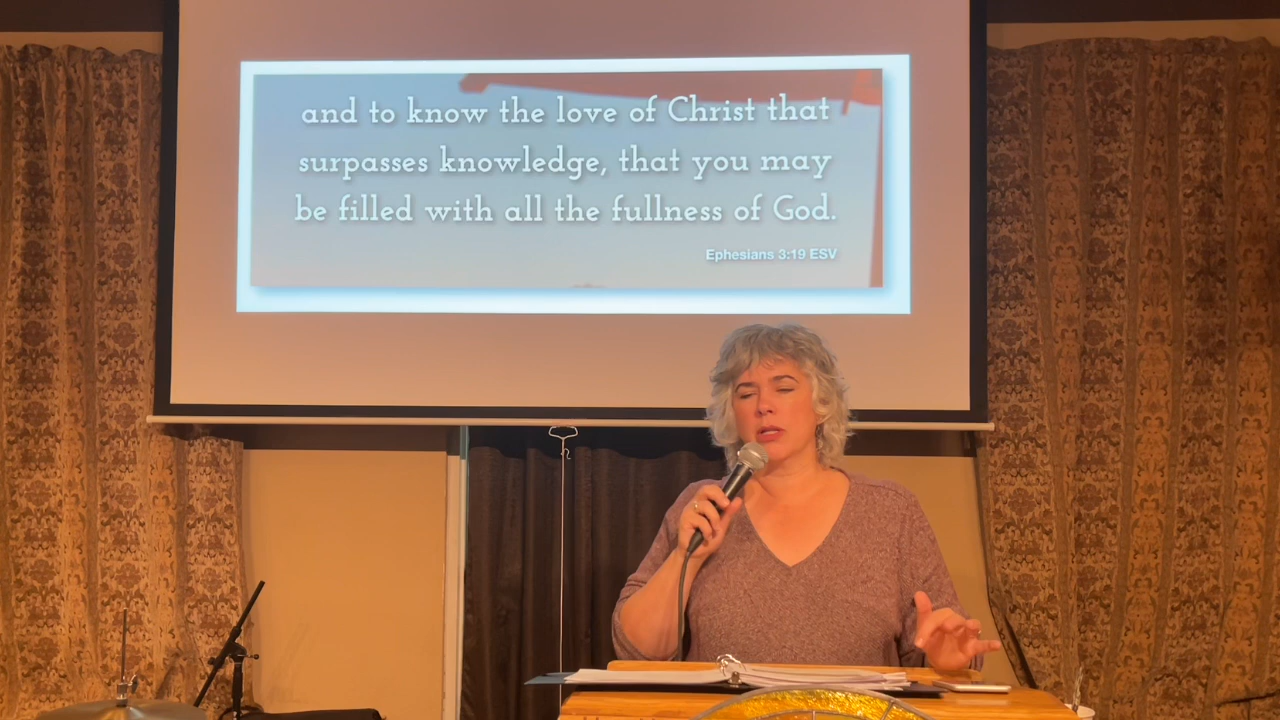 and to know the love of Christ that
surpasses knowledge, that you may
be filled with all the fullness of God.
Ephesians 3:19 ESV